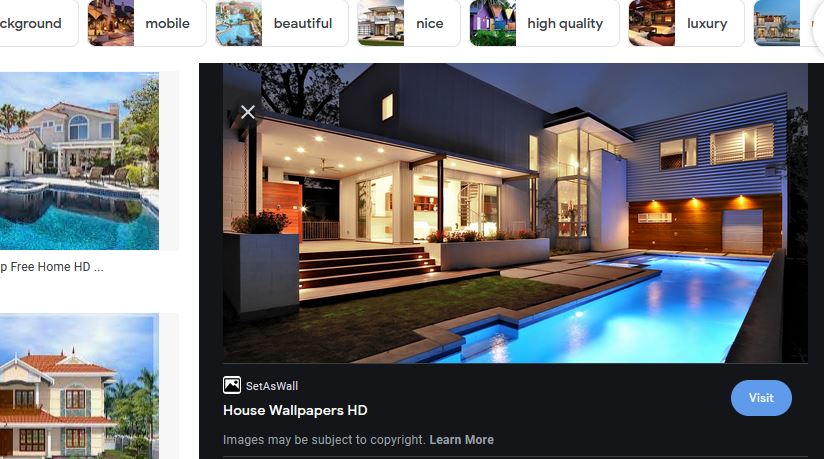 ckground
mobile
beautiful
nice
high quality
luxury
p Free Home HD ...
SetAsWall
House Wallpapers HD
Visit
Images may be subject to copyright. Learn More